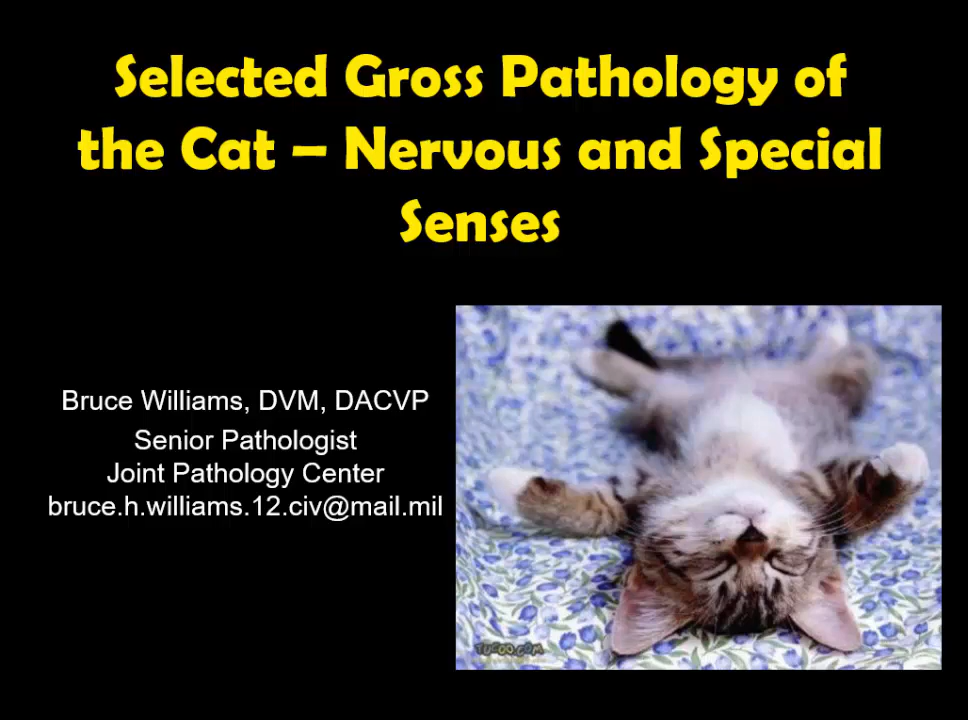 Selected Gross Pathology of
the Cat – Nervous and Special
Senses
Bruce Williams, DVM, DACVP
Senior Pathologist
Joint Pathology Center
bruce.h.williams.12.civ@mail.mil